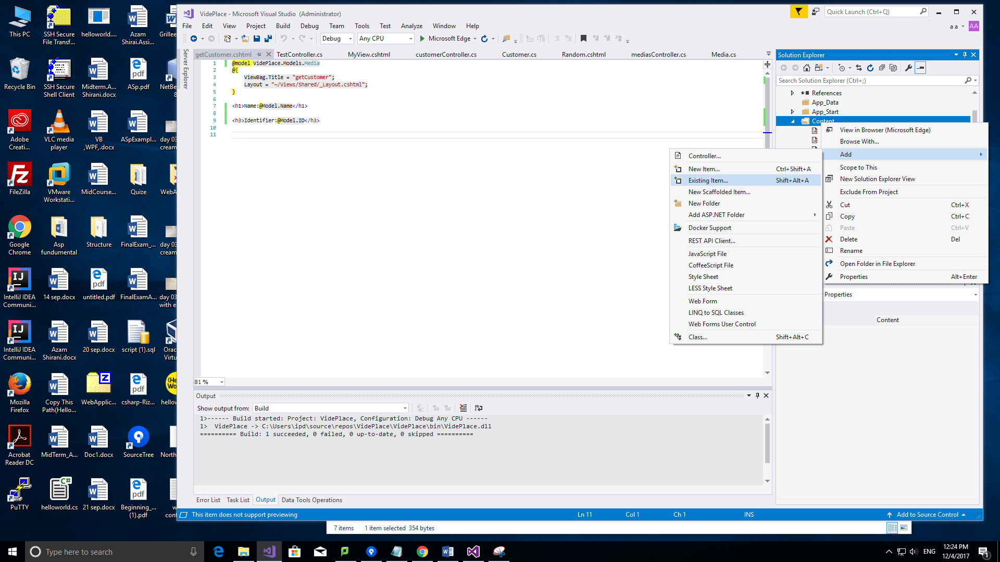 This PC
SSH Secure
File Transf...
helloworld....
Azam
Shirai.Assi...
Grillee
Recycle Bin
SSH Secure
Shell Client
Midterm.A...
Shirani.docx
ASp.pdf
NetBe
8
Adobe
Creati...
VLC media
player
VB
,WPF,.docx
ASpExampl...
day 03
cream
FileZilla
VMware
Workstati...
MidCourse...
Quize
WebA
Google
Chrome
Asp
fundumental
Structure
FinalExam_...
day 03
cream
IntelliJ IDEA
Communi...
14 sep.docx
untitled.pdf
FinalExamA...
day 03
with e
IntelliJ IDEA
Communi...
Azam
Shirani.docx
20 sep.docx
script (1).sql
Orac
Virtu
Mozilla
Firefox
Copy This
Path(Hello...
WebApplic...
csharp-Riz...
hellow
Acrobat
Reader DC
MidTerm_A...
Doc1.docx
SourceTree
North
PuTTY
helloworld.cs
21 sep.docx
Beginning_...
(1).pdf
w
cont
VidePlace - Microsoft Visual Studio (Administrator)
Quick Launch (Ctrl+Q)
File Edit View Project Build Debug Team Tools Test Analyze Window Help
a a
AA
Debug
Any CPU
Microsoft Edge
Server Explorer
getCustomer.cshtml
TestController.cs
MyView.cshtml
customerController.cs
Customer.cs
Random.cshtml
mediasController.cs
Media.cs
1 @model VidePlace.Models.Media
2 @{
3 ViewBag.Title = "getCustomer";
4 Layout = "~/Views/Shared/_Layout.cshtml";
5 }
6
7 <h1>Name:@Model.Name</h1>
8
9 <h3>Identifier:@Model.ID</h3>
10
11
81 %
Solution Explorer
Search Solution Explorer (Ctrl+;)
References
App_Data
App_Start
Content
View in Browser (Microsoft Edge)
Browse With...
Add
Scope to This
New Solution Explorer View
Exclude From Project
Cut Ctrl+X
Copy Ctrl+C
Paste Ctrl+V
Delete Del
Rename
Open Folder in File Explorer
Properties Alt+Enter
Controller...
New Item... Ctrl+Shift+A
Existing Item... Shift+Alt+A
New Scaffolded Item...
New Folder
Add ASP.NET Folder
Docker Support
REST API Client...
JavaScript File
CoffeeScript File
Style Sheet
LESS Style Sheet
Web Form
LINQ to SQL Classes
Web Forms User Control
Class... Shift+Alt+C
Properties
Content
Output
Show output from: Build
1>------ Build started: Project: VidePlace, Configuration: Debug Any CPU ------
1>  VidePlace -> C:\Users\ipd\source\repos\VidePlace\VidePlace\bin\VidePlace.dll
========== Build: 1 succeeded, 0 failed, 0 up-to-date, 0 skipped ==========
Error List Task List Output Data Tools Operations
This item does not support previewing
Ln 11 Col 1 Ch 1 INS
Add to Source Control
7 items 1 item selected 354 bytes
Type here to search
ENG
12:24 PM
12/4/2017
1